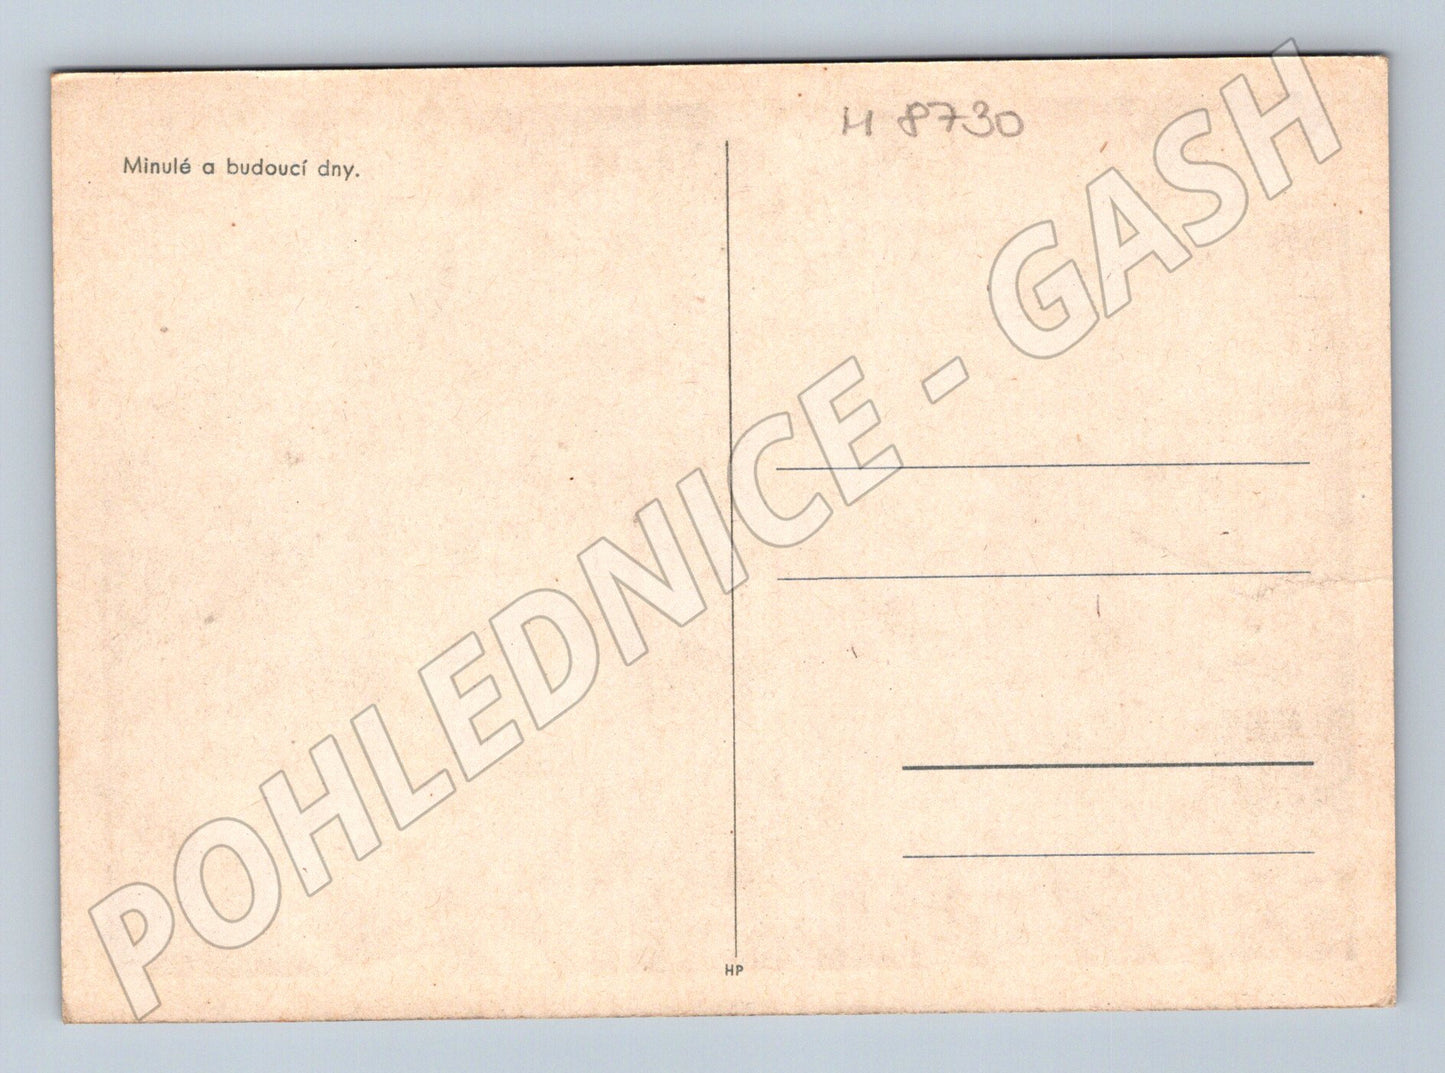 H 8730
Minulé a budoucí dny.
POHLEDNICE - GASH
HP